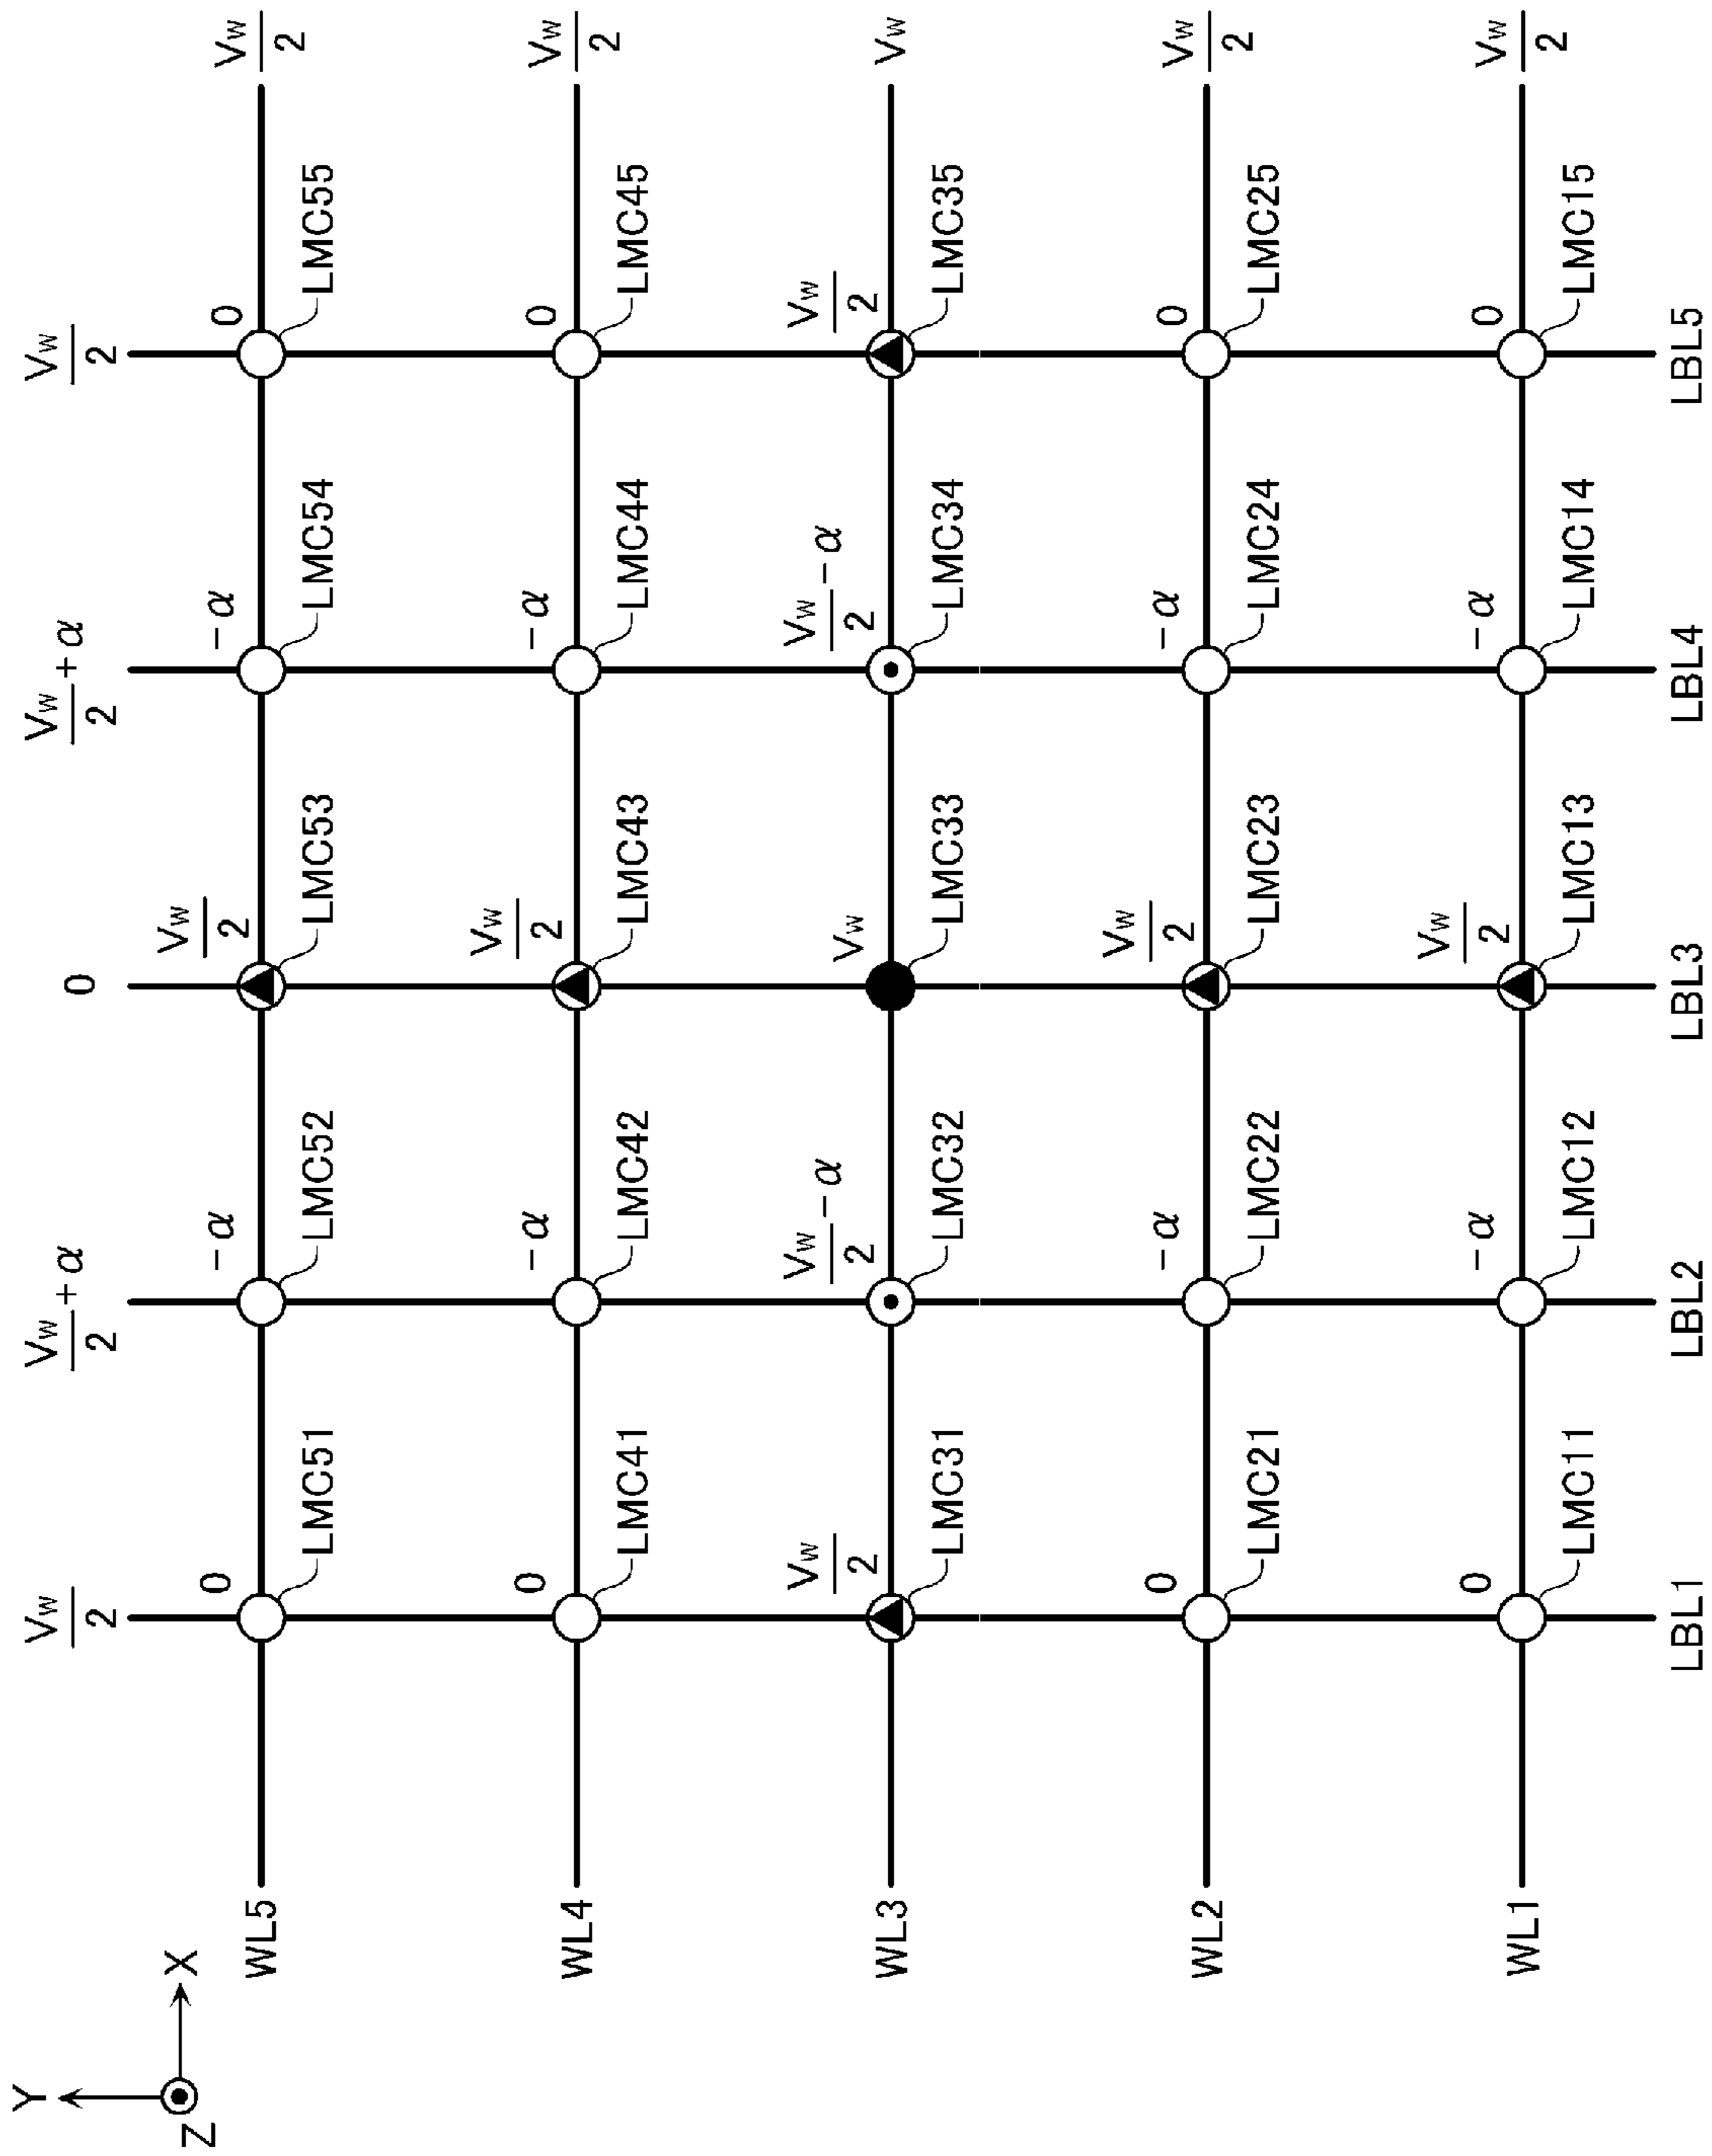 Y
X
Z
Vw/2 Vw/2+α 0 Vw/2+α Vw/2
0 -α Vw/2 -α 0
WL5 Vw/2
LMC51 LMC52 LMC53 LMC54 LMC55
0 -α Vw/2 -α 0
WL4 Vw/2
LMC41 LMC42 LMC43 LMC44 LMC45
Vw/2 Vw/2-α Vw Vw/2-α Vw/2
WL3 Vw
LMC31 LMC32 LMC33 LMC34 LMC35
0 -α Vw/2 -α 0
WL2 Vw/2
LMC21 LMC22 LMC23 LMC24 LMC25
0 -α Vw/2 -α 0
WL1 Vw/2
LMC11 LMC12 LMC13 LMC14 LMC15
LBL1 LBL2 LBL3 LBL4 LBL5